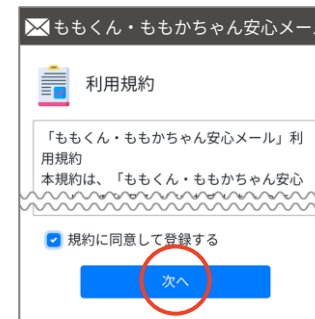 ももくん・ももかちゃん安心メー
利用規約
「ももくん・ももかちゃん安心メール」利
用規約
本規約は、「ももくん・ももかちゃん安心
規約に同意して登録する
次へ